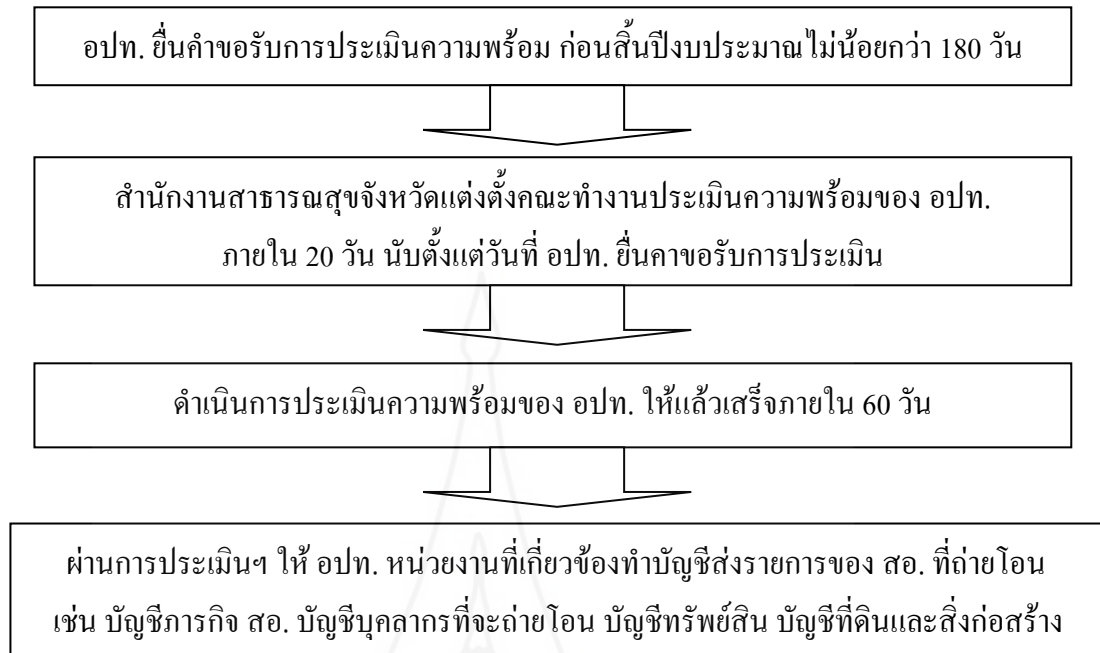 อปท. ยื่นคำขอรับการประเมินความพร้อม ก่อนสิ้นปีงบประมาณไม่น้อยกว่า 180 วัน
สำนักงานสาธารณสุขจังหวัดแต่งตั้งคณะทำงานประเมินความพร้อมของ อปท.
ภายใน 20 วัน นับตั้งแต่วันที่ อปท. ยื่นคาขอรับการประเมิน
ดำเนินการประเมินความพร้อมของ อปท. ให้แล้วเสร็จภายใน 60 วัน
ผ่านการประเมินฯ ให้ อปท. หน่วยงานที่เกี่ยวข้องทำบัญชีส่งรายการของ สอ. ที่ถ่ายโอน
เช่น บัญชีภารกิจ สอ. บัญชีบุคลากรที่จะถ่ายโอน บัญชีทรัพย์สิน บัญชีที่ดินและสิ่งก่อสร้าง